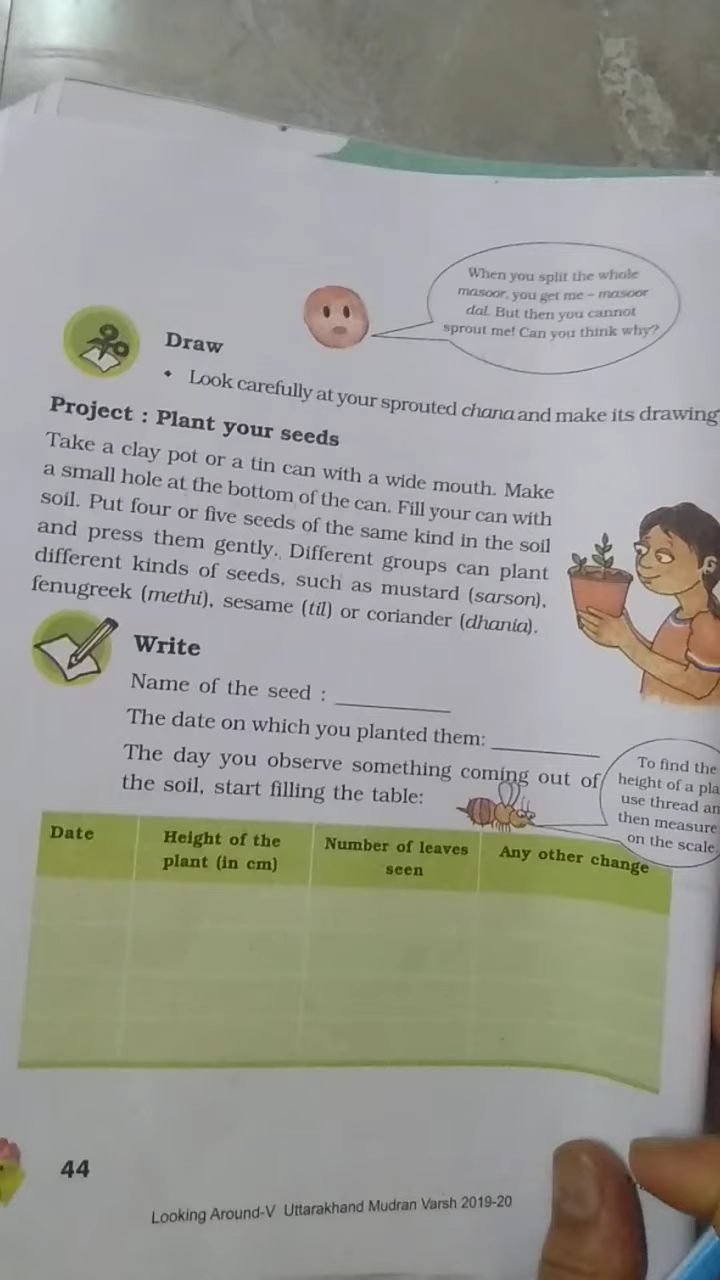 When you split the whole
masoor, you get me – masoor
dal. But then you cannot
sprout me! Can you think why?
Draw
• Look carefully at your sprouted chana and make its drawing
Project : Plant your seeds
Take a clay pot or a tin can with a wide mouth. Make
a small hole at the bottom of the can. Fill your can with
soil. Put four or five seeds of the same kind in the soil
and press them gently. Different groups can plant
different kinds of seeds, such as mustard (sarson),
fenugreek (methi), sesame (til) or coriander (dhania).
Write
Name of the seed :
The date on which you planted them:
The day you observe something coming out of
the soil, start filling the table:
To find the
height of a
use thread
then measure
on the scale.
Date
Height of the
plant (in cm)
Number of leaves
seen
Any other change
44
Looking Around-V Uttarakhand Mudran Varsh 2019-20